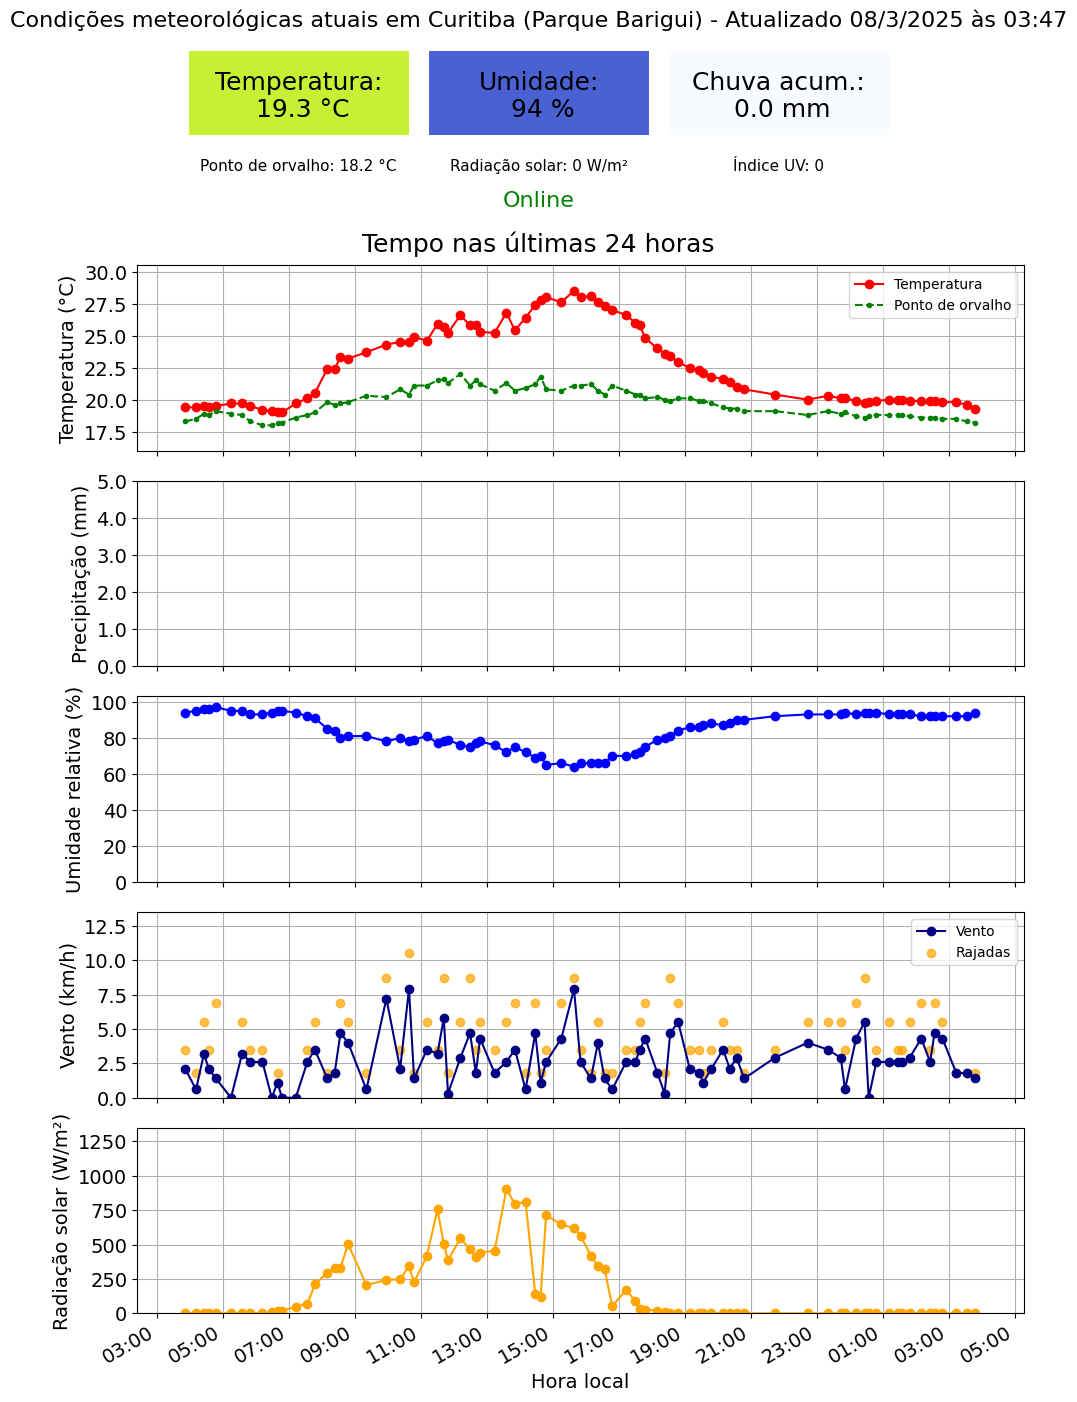 Condições meteorológicas atuais em Curitiba (Parque Barigui) - Atualizado 08/3/2025 às 03:47
Temperatura:
19.3 °C
Umidade:
94 %
Chuva acum.:
0.0 mm
Ponto de orvalho: 18.2 °C
Radiação solar: 0 W/m²
Índice UV: 0
Online
Tempo nas últimas 24 horas
Temperatura (°C)
30.0
27.5
25.0
22.5
20.0
17.5
Temperatura
Ponto de orvalho
Precipitação (mm)
5.0
4.0
3.0
2.0
1.0
0.0
Umidade relativa (%)
100
80
60
40
20
0
Vento (km/h)
12.5
10.0
7.5
5.0
2.5
0.0
Vento
Rajadas
Radiação solar (W/m²)
1250
1000
750
500
250
0
03:00
05:00
07:00
09:00
11:00
13:00
15:00
17:00
19:00
21:00
23:00
01:00
03:00
05:00
Hora local